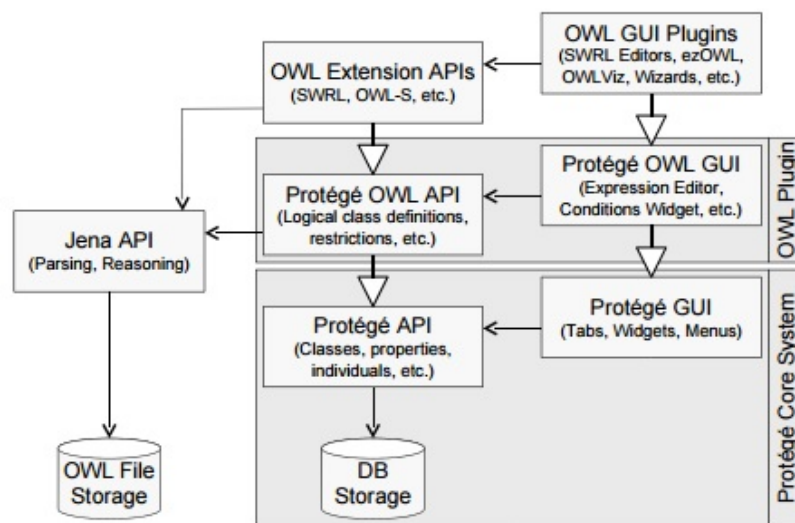 OWL GUI Plugins
(SWRL Editors, ezOWL,
OWLViz, Wizards, etc.)
OWL Extension APIs
(SWRL, OWL-S, etc.)
Protégé OWL GUI
(Expression Editor,
Conditions Widget, etc.)
OWL Plugin
Protégé OWL API
(Logical class definitions,
restrictions, etc.)
Jena API
(Parsing, Reasoning)
Protégé GUI
(Tabs, Widgets, Menus)
Protégé API
(Classes, properties,
individuals, etc.)
Protégé Core System
OWL File
Storage
DB
Storage